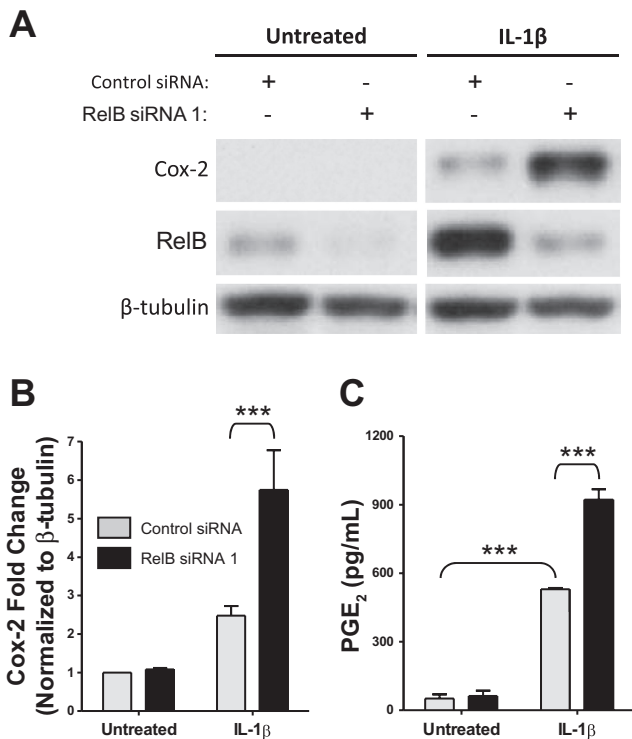 A
Untreated IL-1β
Control siRNA: + - + -
RelB siRNA 1: - + - +
Cox-2
RelB
β-tubulin
B
Cox-2 Fold Change
(Normalized to β-tubulin)
7
6
5
4
3
2
1
0
***
Control siRNA
RelB siRNA 1
Untreated IL-1β
C
PGE2 (pg/mL)
1200
900
600
300
0
***
***
Untreated IL-1β